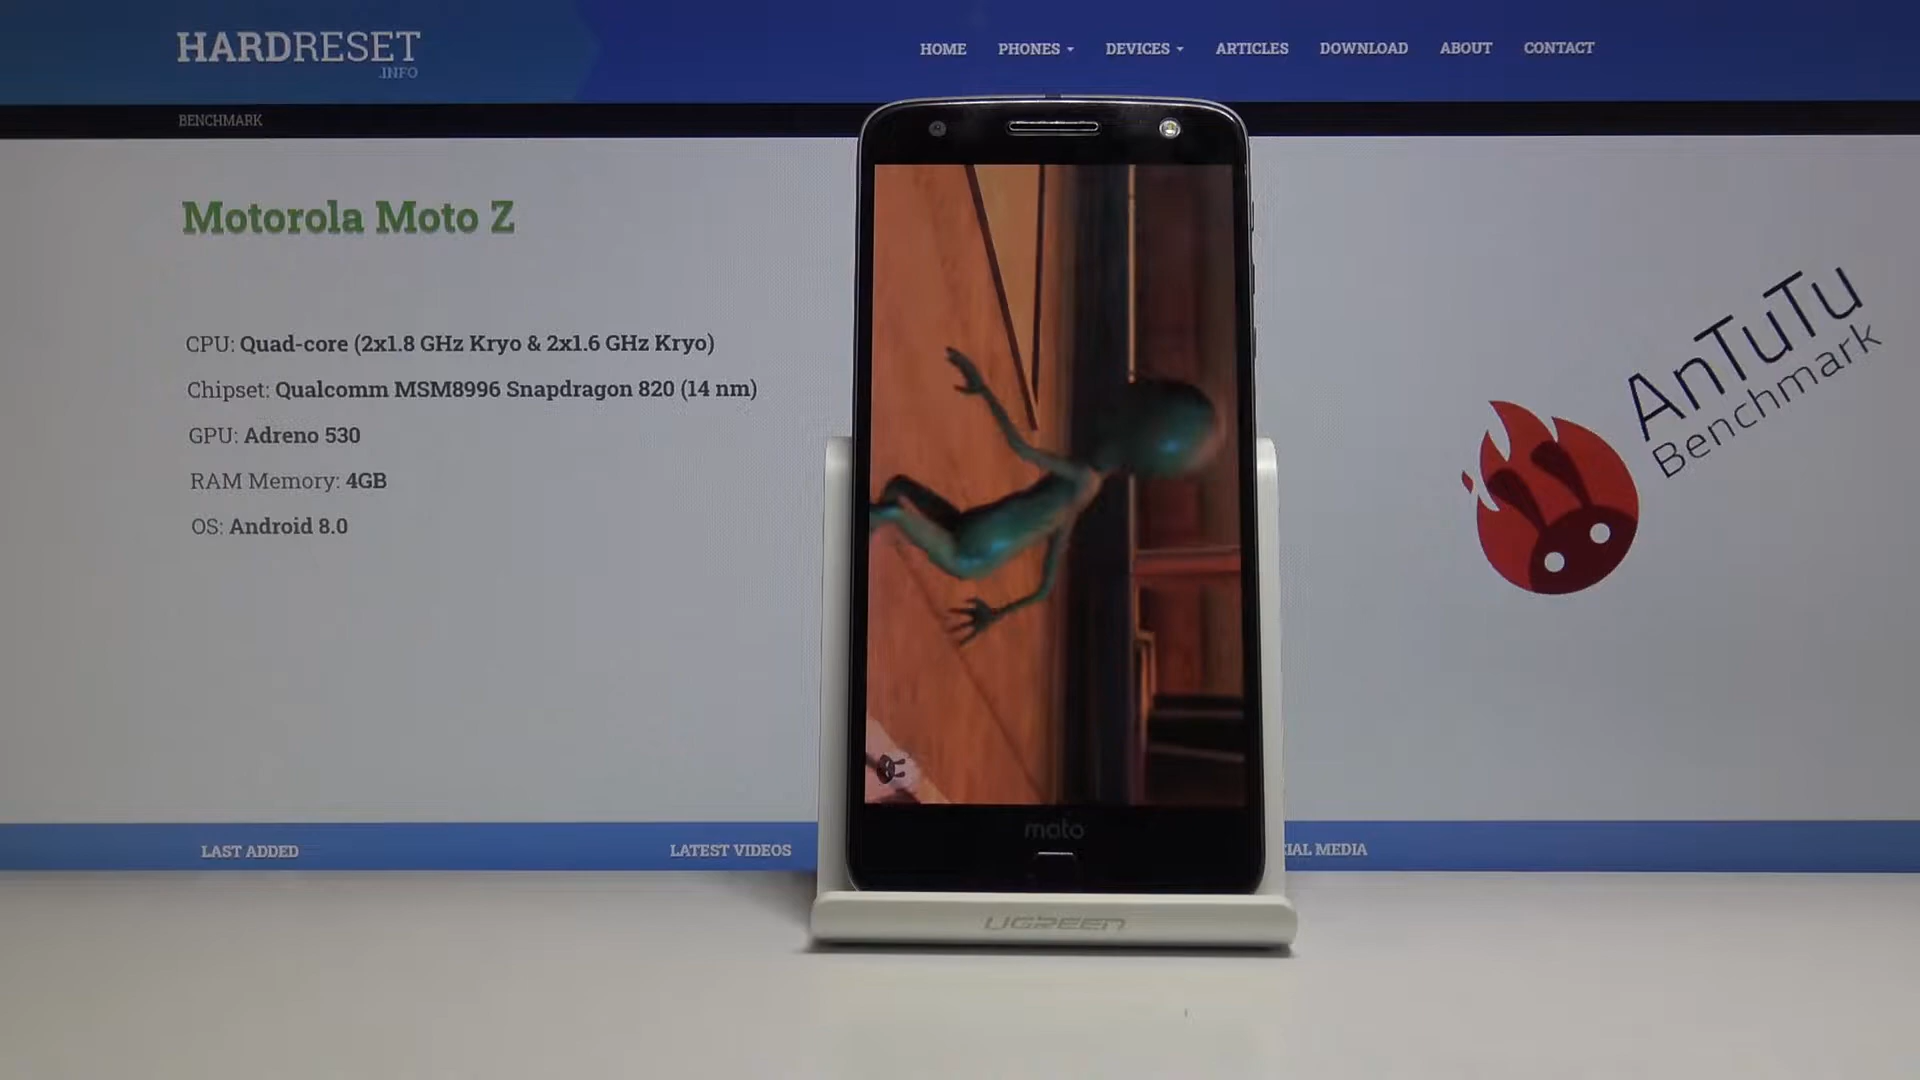 HARDRESET
.INFO
HOME PHONES DEVICES ARTICLES DOWNLOAD ABOUT CONTACT
BENCHMARK
Motorola Moto Z
CPU: Quad-core (2x1.8 GHz Kryo & 2x1.6 GHz Kryo)
Chipset: Qualcomm MSM8996 Snapdragon 820 (14 nm)
GPU: Adreno 530
RAM Memory: 4GB
OS: Android 8.0
AnTuTu
Benchmark
moto
LAST ADDED LATEST VIDEOS IAL MEDIA
UGREEN